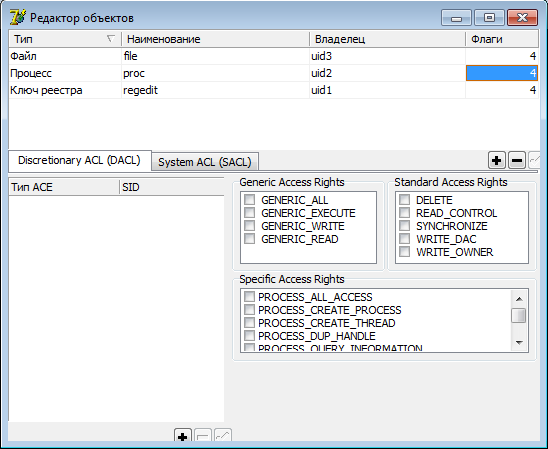 Редактор объектов
Тип Наименование Владелец Флаги
Файл file uid3 4
Процесс proc uid2 4
Ключ реестра regedit uid1 4
Discretionary ACL (DACL) System ACL (SACL)
Тип ACE SID
Generic Access Rights
GENERIC_ALL
GENERIC_EXECUTE
GENERIC_WRITE
GENERIC_READ
Standard Access Rights
DELETE
READ_CONTROL
SYNCHRONIZE
WRITE_DAC
WRITE_OWNER
Specific Access Rights
PROCESS_ALL_ACCESS
PROCESS_CREATE_PROCESS
PROCESS_CREATE_THREAD
PROCESS_DUP_HANDLE
PROCESS_QUERY_INFORMATION